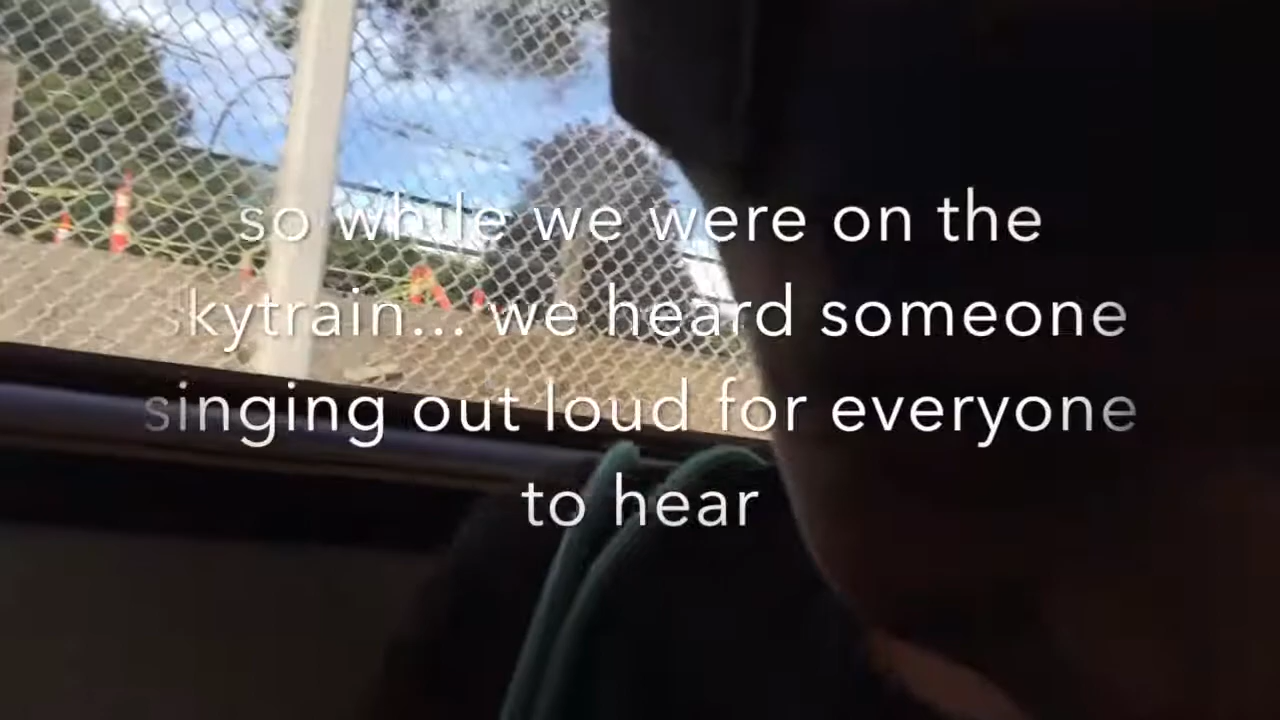 so while we were on the
skytrain... we heard someone
singing out loud for everyone
to hear